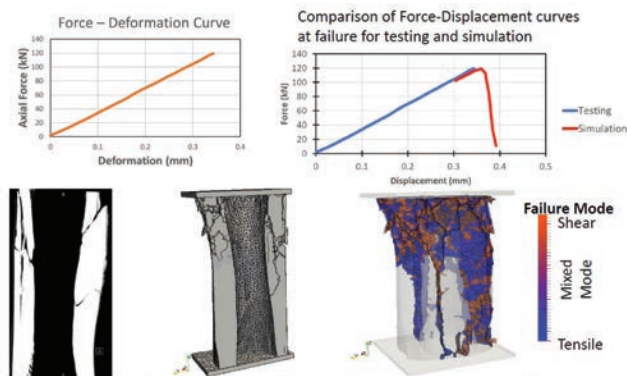 Force – Deformation Curve
Axial Force (kN)
140
120
100
80
60
40
20
0
0
0.1
0.2
0.3
0.4
Deformation (mm)
Comparison of Force-Displacement curves
at failure for testing and simulation
Force (kN)
140
120
100
80
60
40
20
0
0
0.1
0.2
0.3
0.4
0.5
Displacement (mm)
Testing
Simulation
Failure Mode
Shear
Mixed
Mode
Tensile